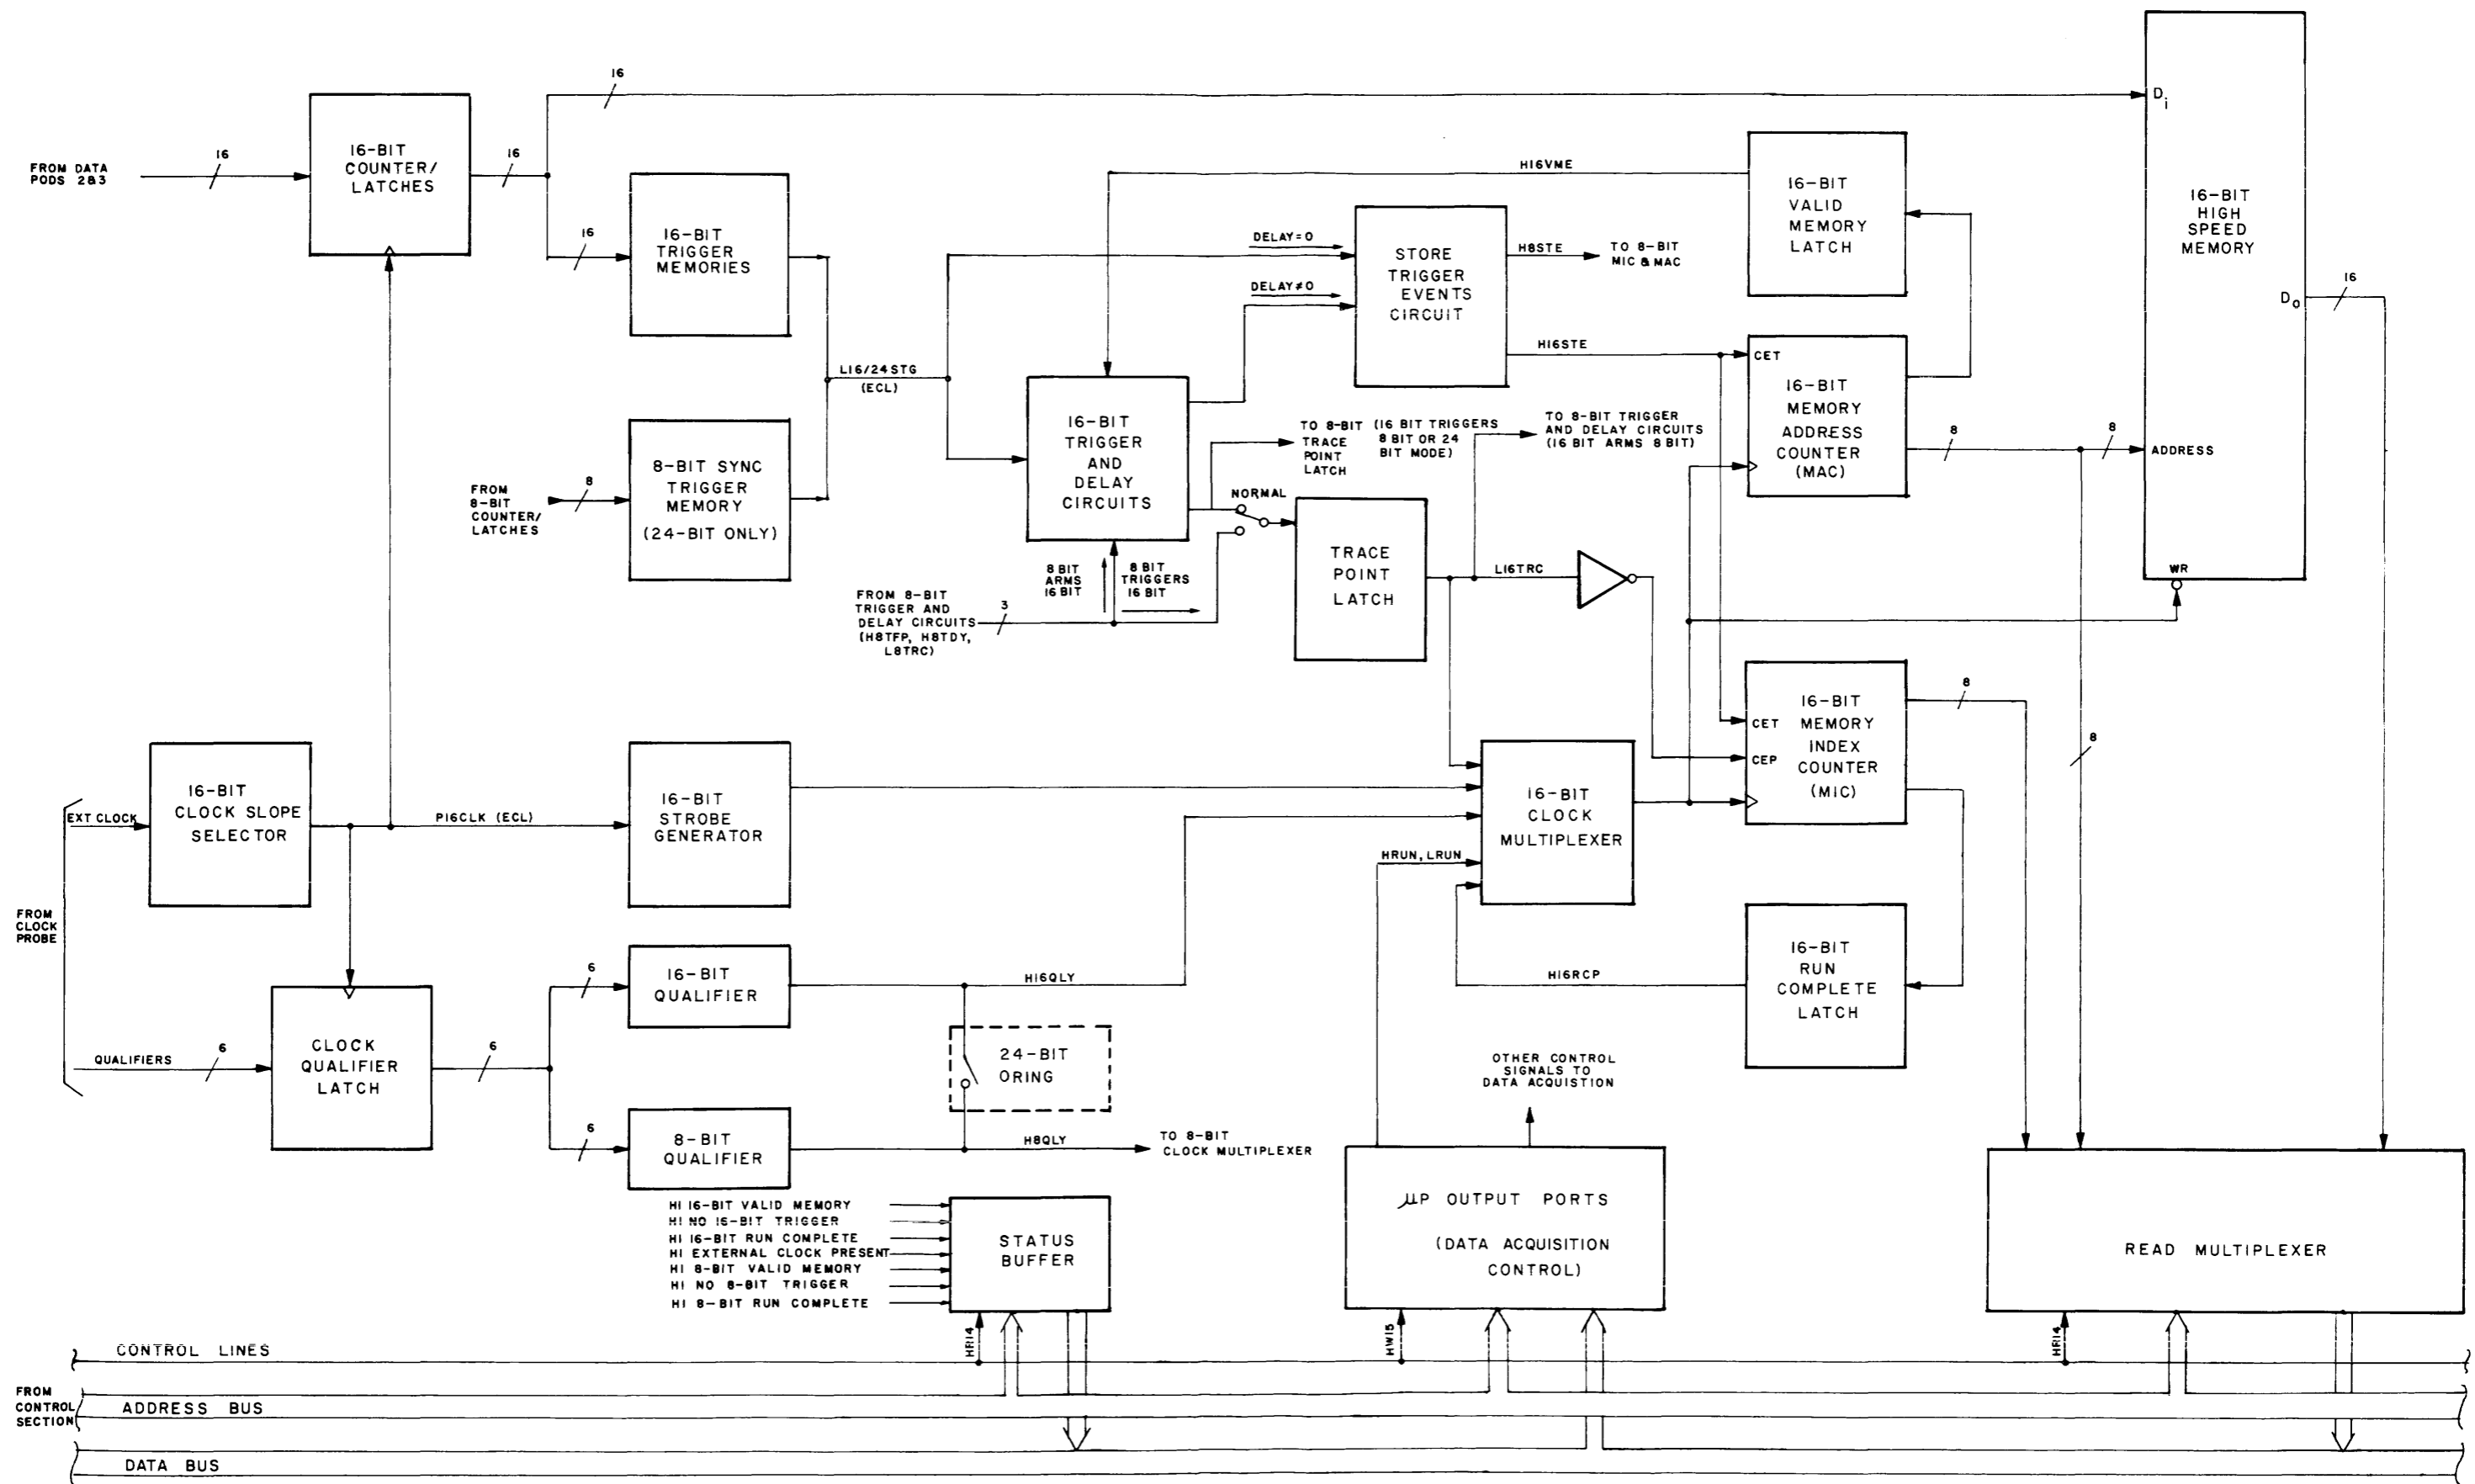 FROM DATA
PODS 2&3
16
16-BIT
COUNTER/
LATCHES
16
16
16
16-BIT
TRIGGER
MEMORIES
FROM
8-BIT
COUNTER/
LATCHES
8
8-BIT SYNC
TRIGGER
MEMORY
(24-BIT ONLY)
L16/24STG
(ECL)
16-BIT
TRIGGER
AND
DELAY
CIRCUITS
H16VME
DELAY=0
DELAY≠0
STORE
TRIGGER
EVENTS
CIRCUIT
H8STE
TO 8-BIT
MIC & MAC
H16STE
16-BIT
VALID
MEMORY
LATCH
CET
16-BIT
MEMORY
ADDRESS
COUNTER
(MAC)
8
8
Di
16-BIT
HIGH
SPEED
MEMORY
Do
16
ADDRESS
WR
TO 8-BIT (16 BIT TRIGGERS
TRACE 8 BIT OR 24
POINT BIT MODE)
LATCH
TO 8-BIT TRIGGER
AND DELAY CIRCUITS
(16 BIT ARMS 8 BIT)
NORMAL
TRACE
POINT
LATCH
L16TRC
8 BIT
ARMS
16 BIT
8 BIT
TRIGGERS
16 BIT
FROM 8-BIT
TRIGGER AND
DELAY CIRCUITS
(H8TFP, H8TDY,
L8TRC)
3
FROM
CLOCK
PROBE
EXT CLOCK
16-BIT
CLOCK SLOPE
SELECTOR
P16CLK (ECL)
16-BIT
STROBE
GENERATOR
16-BIT
CLOCK
MULTIPLEXER
HRUN, LRUN
CET
CEP
16-BIT
MEMORY
INDEX
COUNTER
(MIC)
8
8
16-BIT
RUN
COMPLETE
LATCH
H16RCP
QUALIFIERS
6
CLOCK
QUALIFIER
LATCH
6
6
16-BIT
QUALIFIER
H16QLY
24-BIT
ORING
6
8-BIT
QUALIFIER
H8QLY
TO 8-BIT
CLOCK MULTIPLEXER
OTHER CONTROL
SIGNALS TO
DATA ACQUISTION
HI 16-BIT VALID MEMORY
HI NO 16-BIT TRIGGER
HI 16-BIT RUN COMPLETE
HI EXTERNAL CLOCK PRESENT
HI 8-BIT VALID MEMORY
HI NO 8-BIT TRIGGER
HI 8-BIT RUN COMPLETE
STATUS
BUFFER
μP OUTPUT PORTS
(DATA ACQUISITION
CONTROL)
READ MULTIPLEXER
HR14
HW15
HR14
CONTROL LINES
FROM
CONTROL
SECTION
ADDRESS BUS
DATA BUS